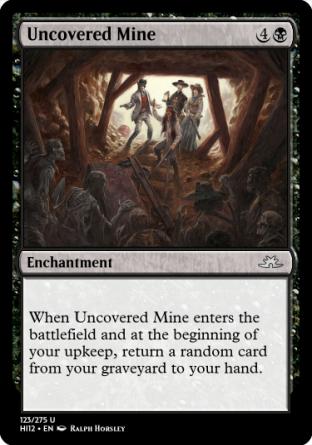 Uncovered Mine 4
Enchantment
When Uncovered Mine enters the
battlefield and at the beginning of
your upkeep, return a random card
from your graveyard to your hand.
123/275 U
HI12 • EN RALPH HORSLEY